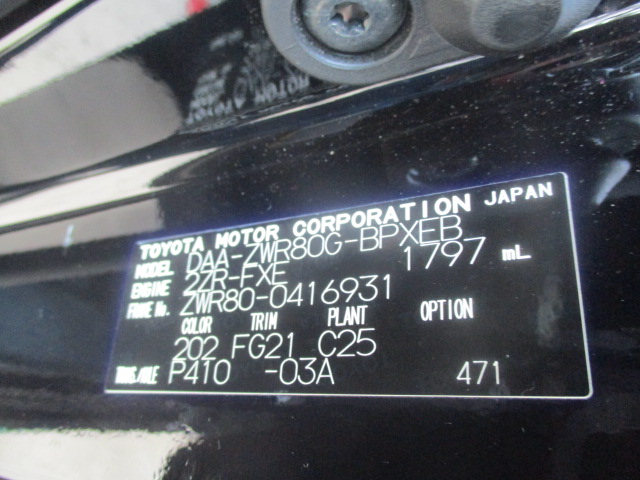 TOYOTA MOTOR CORPORATION JAPAN
MODEL DAA-ZWR80G-BPXEB
ENGINE 2ZR-FXE 1797 mL
FRAME No. ZWR80-0416931
COLOR TRIM PLANT OPTION
202 FG21 C25
TRANS/AXLE P410 -03A 471